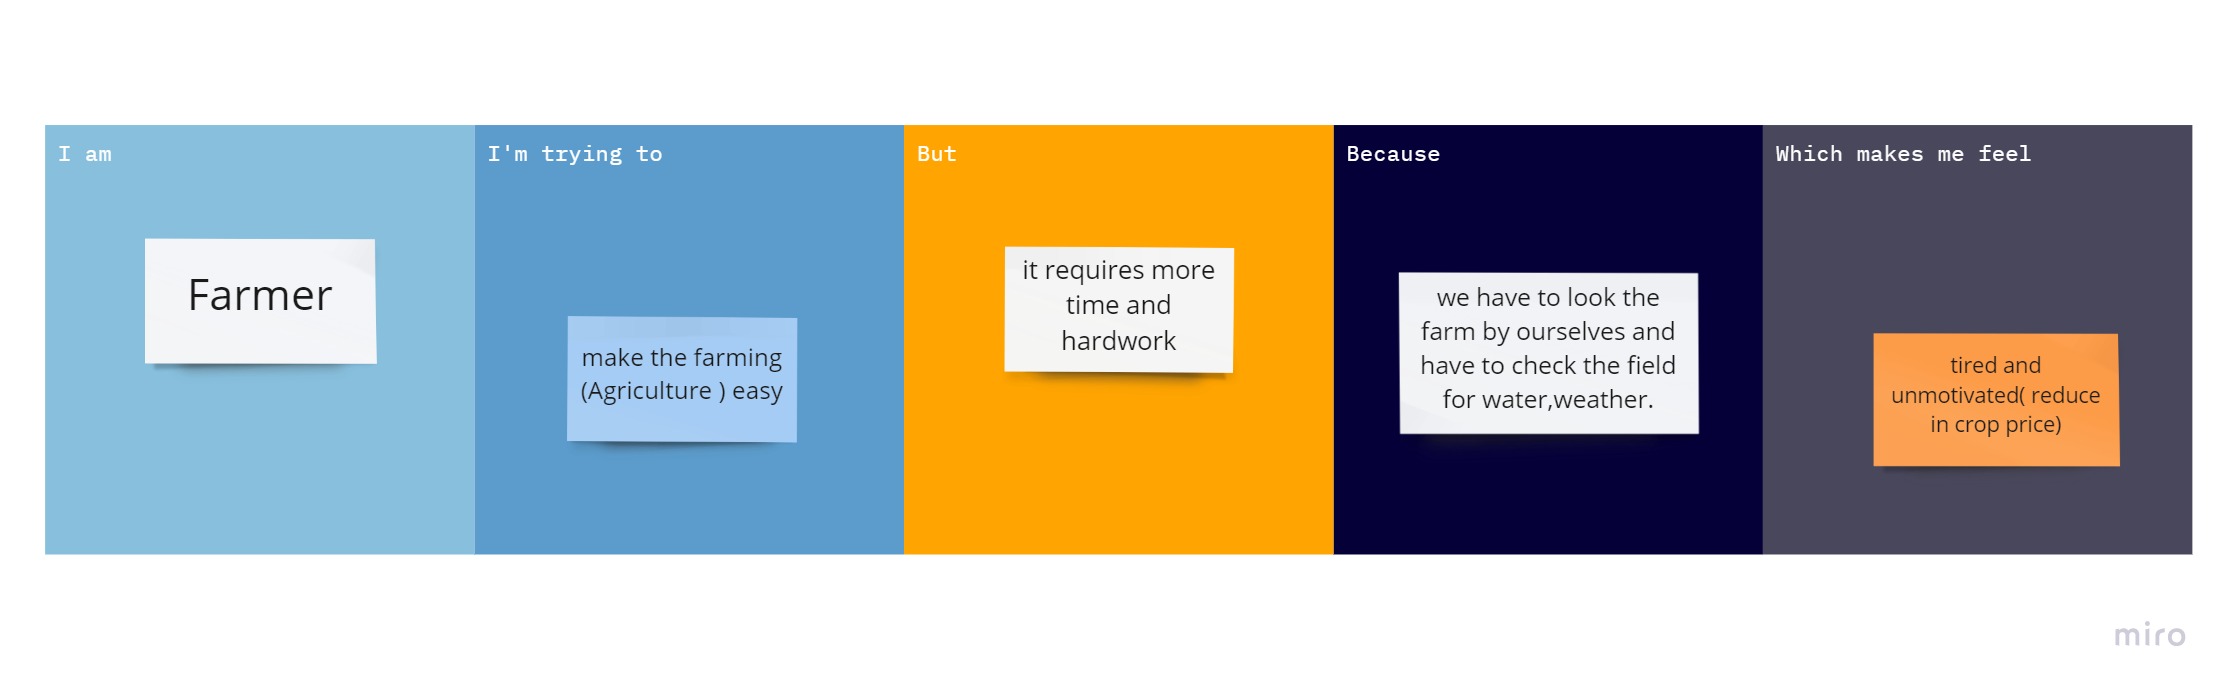 I am
Farmer
I'm trying to
make the farming
(Agriculture ) easy
But
it requires more
time and
hardwork
Because
we have to look the
farm by ourselves and
have to check the field
for water,weather.
Which makes me feel
tired and
unmotivated( reduce
in crop price)
miro